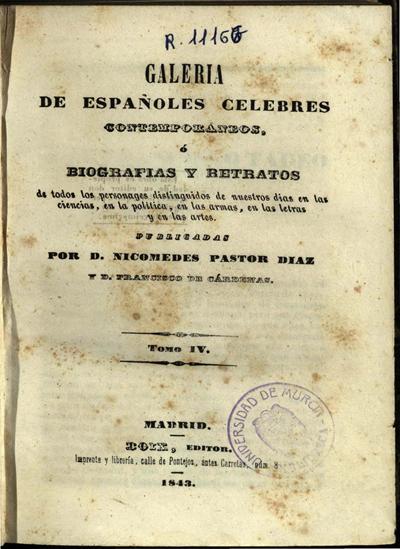 R. 11166
GALERIA
DE ESPAÑOLES CELEBRES
CONTEMPORÁNEOS,
ó
BIOGRAFIAS Y RETRATOS
de todos los personages distinguidos de nuestros dias en las
ciencias, en la política, en las armas, en las letras
y en las artes.
PUBLICADAS
POR D. NICOMEDES PASTOR DIAZ
Y D. FRANCISCO DE CÁRDENAS.
TOMO IV.
MADRID.
BOIX, EDITOR.
Imprenta y librería, calle de Pontejos, ántes Carretas, núm. 8
1843.
UNIVERSIDAD DE MURCIA